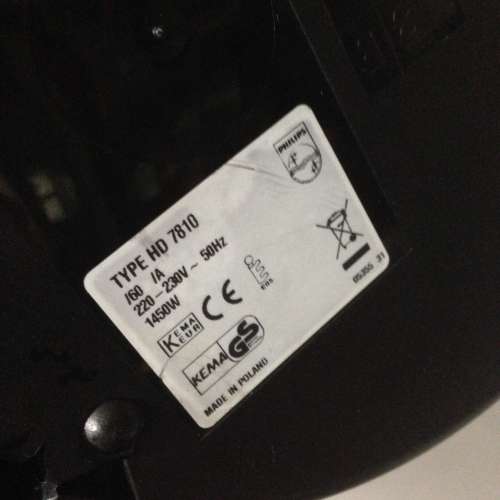 PHILIPS
TYPE HD 7810
/60 /A
220-230V~ 50Hz
1450W
KEMA
KEUR
CE
KEMA GS
MADE IN POLAND
05355 31